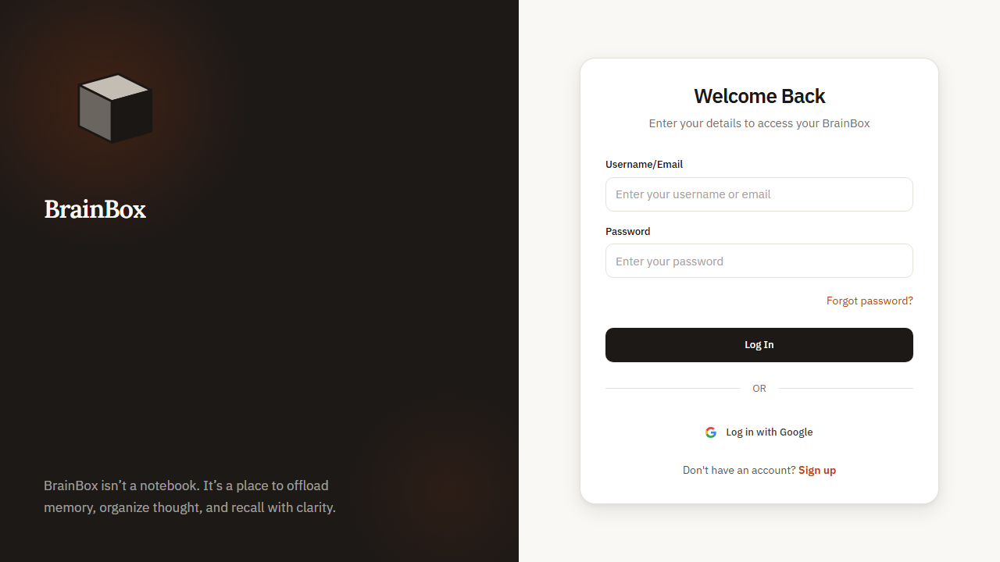 BrainBox
BrainBox isn’t a notebook. It’s a place to offload
memory, organize thought, and recall with clarity.
Welcome Back
Enter your details to access your BrainBox
Username/Email
Enter your username or email
Password
Enter your password
Forgot password?
Log In
OR
Log in with Google
Don't have an account? Sign up